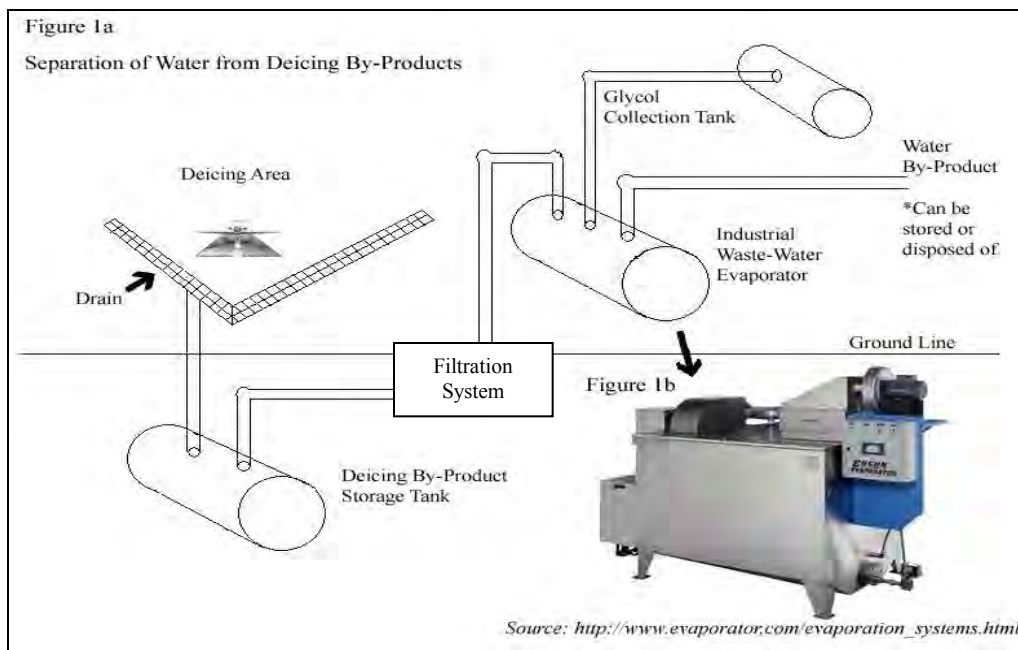 Figure 1a
Separation of Water from Deicing By-Products
Glycol
Collection Tank
Water
By-Product
*Can be
stored or
disposed of
Deicing Area
Drain
Industrial
Waste-Water
Evaporator
Ground Line
Filtration
System
Figure 1b
Deicing By-Product
Storage Tank
ENCON
EVAPORATOR
Source: http://www.evaporator.com/evaporation_systems.html